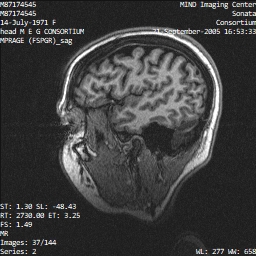 M87174545
M87174545
14-July-1971 F
head M E G CONSORTIUM
MPRAGE (FSPGR)_sag
MIND Imaging Center
Sonata
Consortium
21-September-2005 16:53:33
ST: 1.30 SL: -48.43
RT: 2730.00 ET: 3.25
FS: 1.49
MR
Images: 37/144
Series: 2
WL: 277 WW: 658